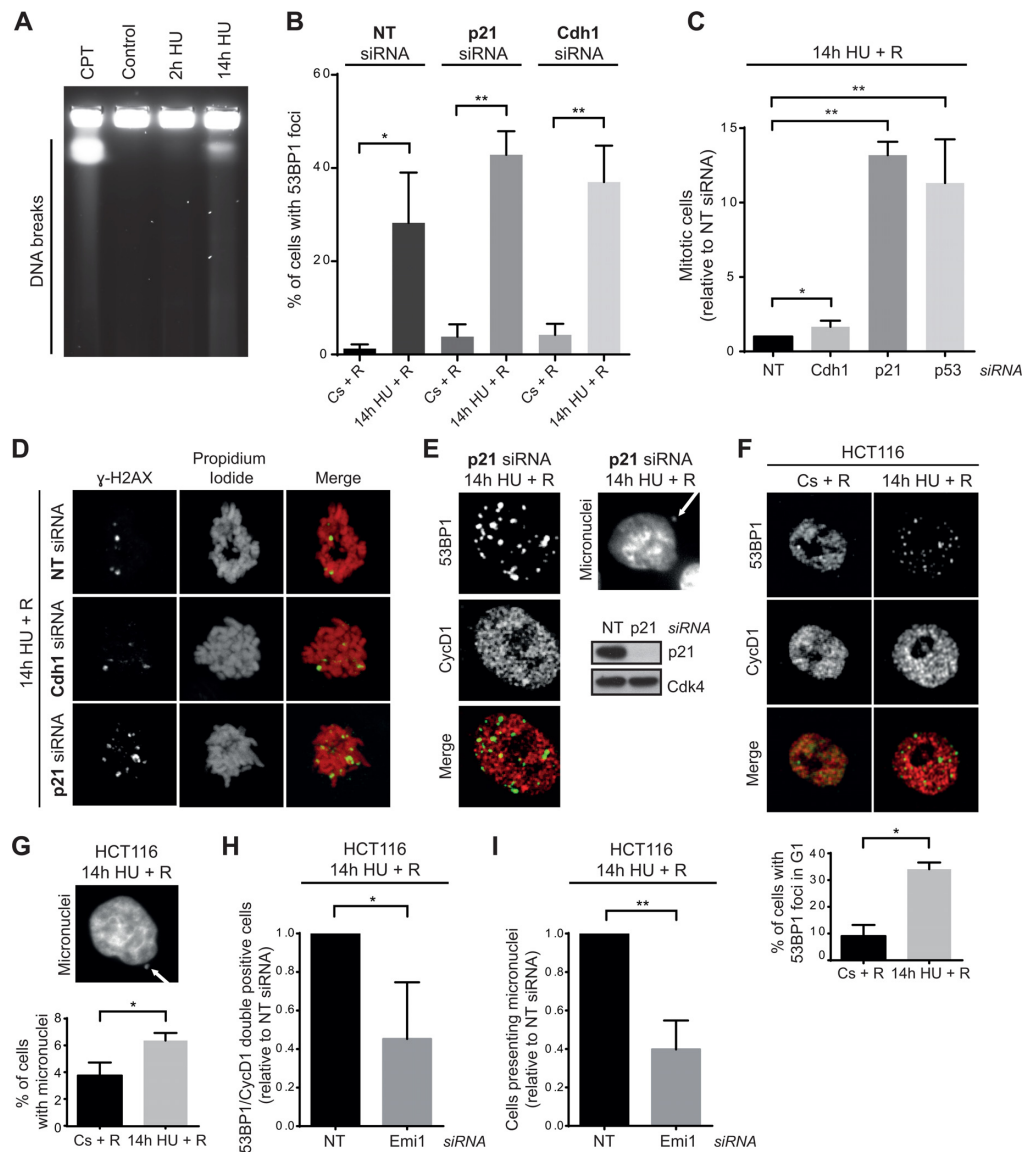 A
CPT
Control
2h HU
14h HU
DNA breaks
B
NT
siRNA
p21
siRNA
Cdh1
siRNA
% of cells with 53BP1 foci
60
40
20
0
Cs + R
14h HU + R
Cs + R
14h HU + R
Cs + R
14h HU + R
*
**
**
C
14h HU + R
**
**
*
Mitotic cells
(relative to NT siRNA)
15
10
5
0
NT
Cdh1
p21
p53
siRNA
D
γ-H2AX
Propidium
Iodide
Merge
14h HU + R
NT siRNA
Cdh1 siRNA
p21 siRNA
E
p21 siRNA
14h HU + R
p21 siRNA
14h HU + R
53BP1
CycD1
Merge
Micronuclei
NT p21 siRNA
p21
Cdk4
F
HCT116
Cs + R
14h HU + R
53BP1
CycD1
Merge
*
% of cells with
53BP1 foci in G1
40
30
20
10
0
Cs + R
14h HU + R
G
HCT116
14h HU + R
Micronuclei
*
% of cells
with micronuclei
8
6
4
2
0
Cs + R
14h HU + R
H
HCT116
14h HU + R
*
53BP1/CycD1 double positive cells
(relative to NT siRNA)
1.0
0.8
0.6
0.4
0.2
0.0
NT
Emi1
siRNA
I
HCT116
14h HU + R
**
Cells presenting micronuclei
(relative to NT siRNA)
1.0
0.8
0.6
0.4
0.2
0.0
NT
Emi1
siRNA